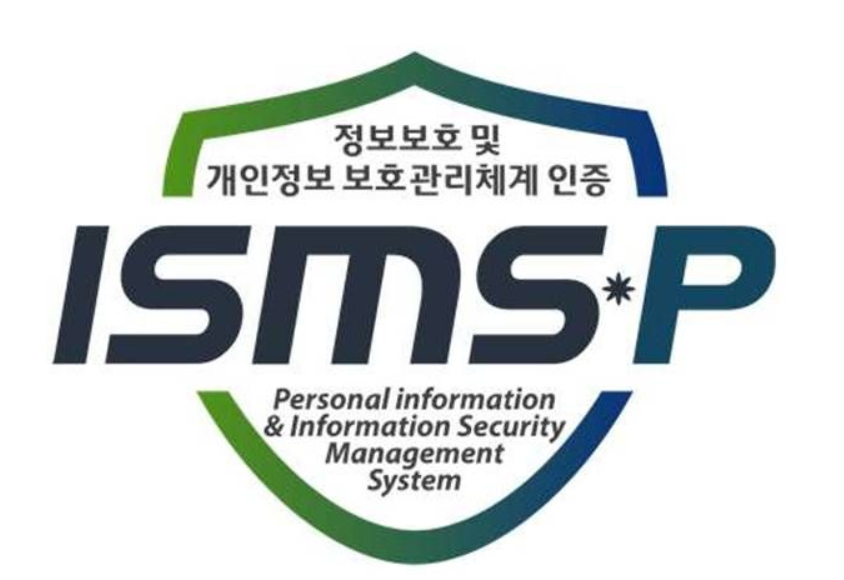 정보보호 및
개인정보 보호관리체계 인증
ISMS*P
Personal information
& Information Security
Management
System